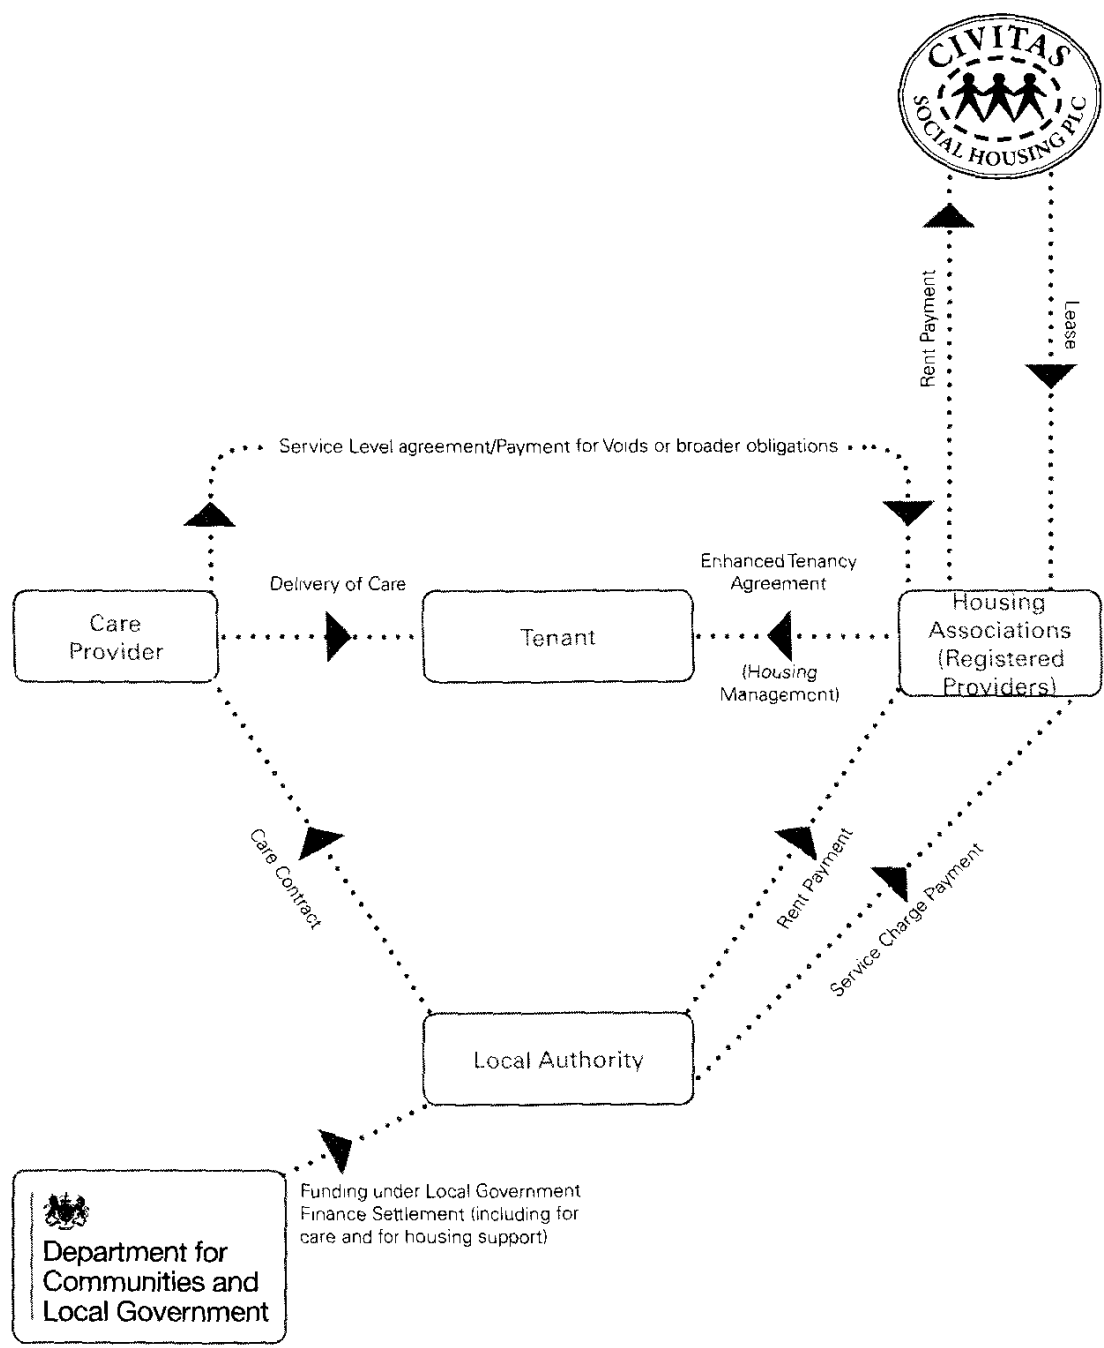 CIVITAS
SOCIAL HOUSING PLC
Rent Payment
Lease
Service Level agreement/Payment for Voids or broader obligations
Delivery of Care
Enhanced Tenancy
Agreement
Care
Provider
Tenant
(Housing
Management)
Housing
Associations
(Registered
Providers)
Care Contract
Rent Payment
Service Charge Payment
Local Authority
Funding under Local Government
Finance Settlement (including for
care and for housing support)
Department for
Communities and
Local Government